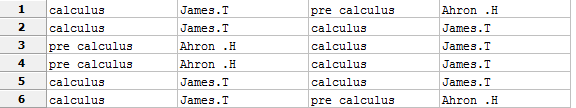 1 calculus James.T pre calculus Ahron .H
2 calculus James.T calculus James.T
3 pre calculus Ahron .H calculus James.T
4 pre calculus Ahron .H calculus James.T
5 calculus James.T calculus James.T
6 calculus James.T pre calculus Ahron .H